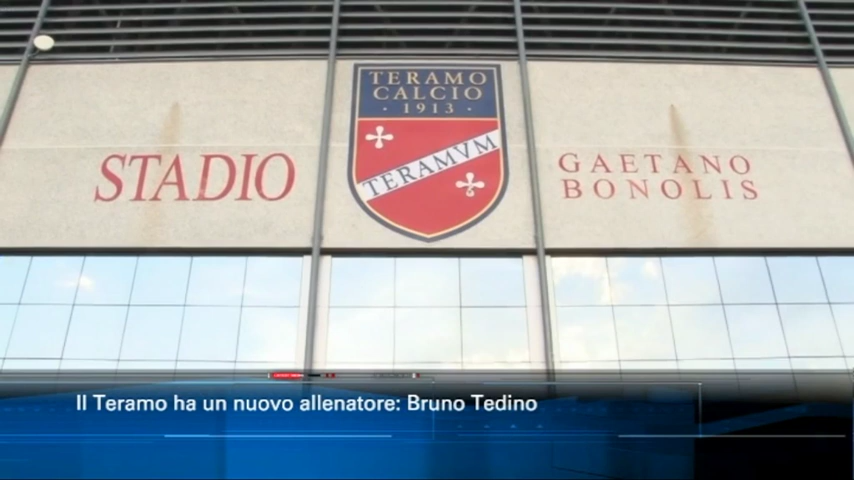 TERAMO
CALCIO
· 1913 ·
TERAMVM
STADIO
GAETANO
BONOLIS
Il Teramo ha un nuovo allenatore: Bruno Tedino